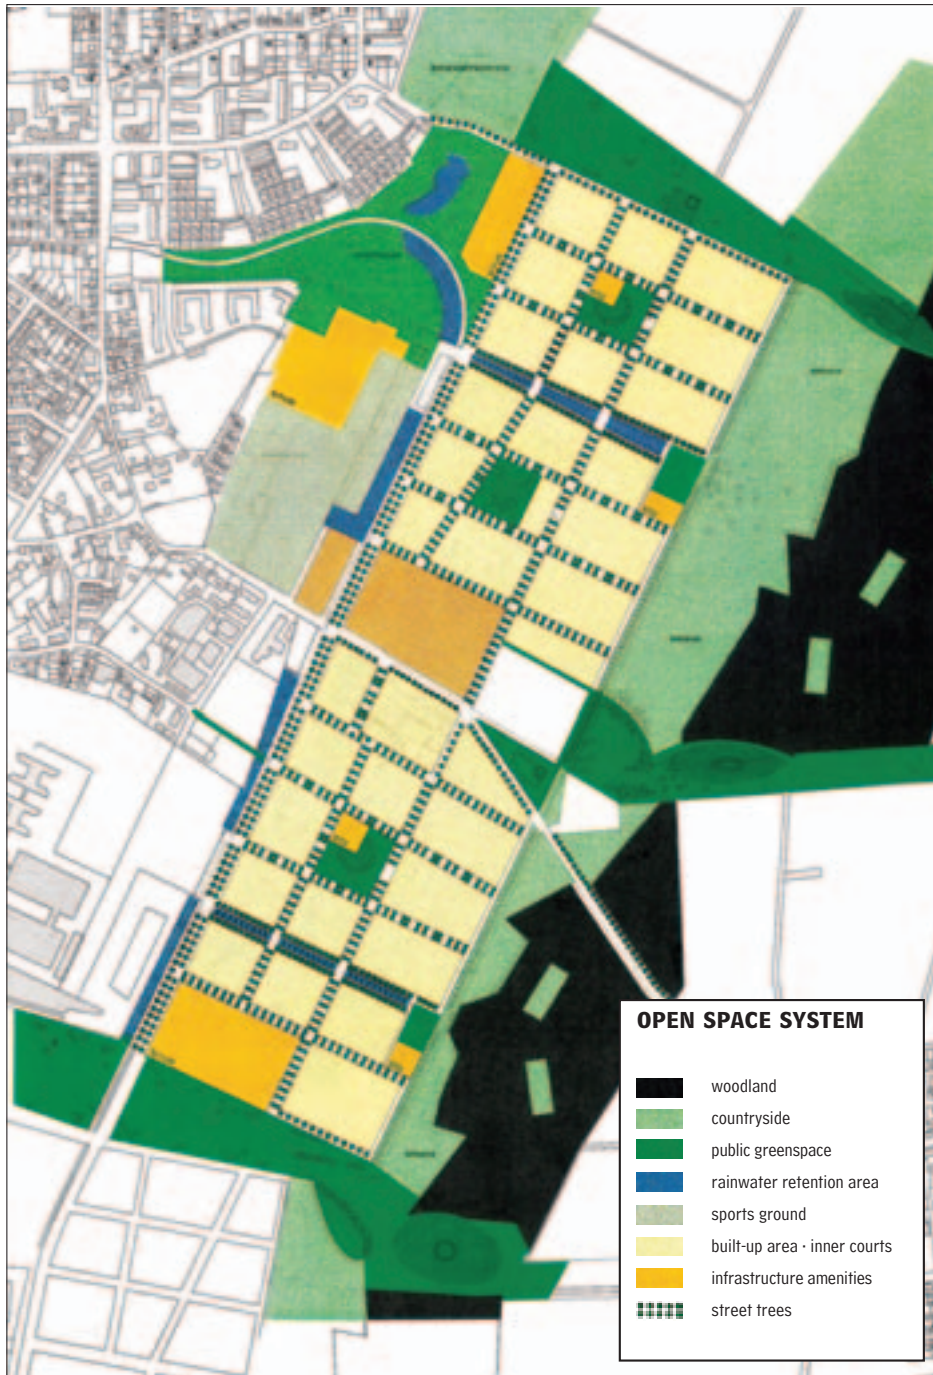 OPEN SPACE SYSTEM
woodland
countryside
public greenspace
rainwater retention area
sports ground
built-up area · inner courts
infrastructure amenities
street trees